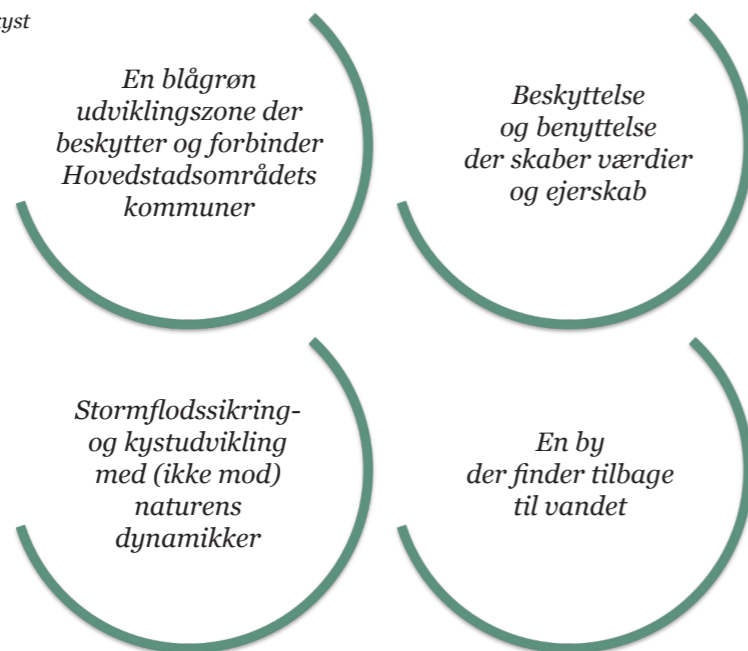 yst
En blågrøn
udviklingszone der
beskytter og forbinder
Hovedstadsområdets
kommuner
Beskyttelse
og benyttelse
der skaber værdier
og ejerskab
Stormflodssikring-
og kystudvikling
med (ikke mod)
naturens
dynamikker
En by
der finder tilbage
til vandet